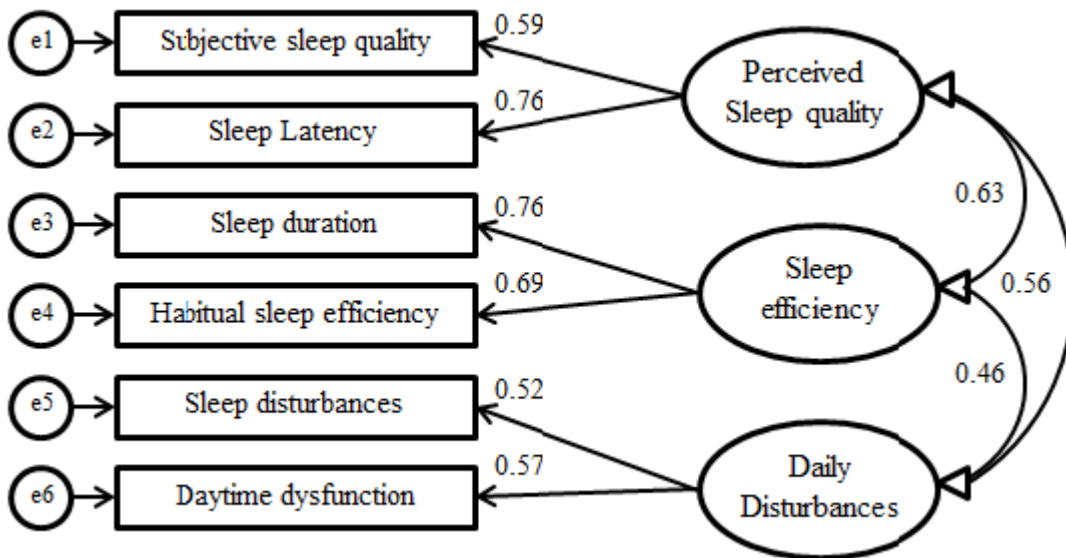 e1
Subjective sleep quality
0.59
Perceived
Sleep quality
e2
Sleep Latency
0.76
0.63
e3
Sleep duration
0.76
Sleep
efficiency
0.56
e4
Habitual sleep efficiency
0.69
0.46
e5
Sleep disturbances
0.52
Daily
Disturbances
e6
Daytime dysfunction
0.57